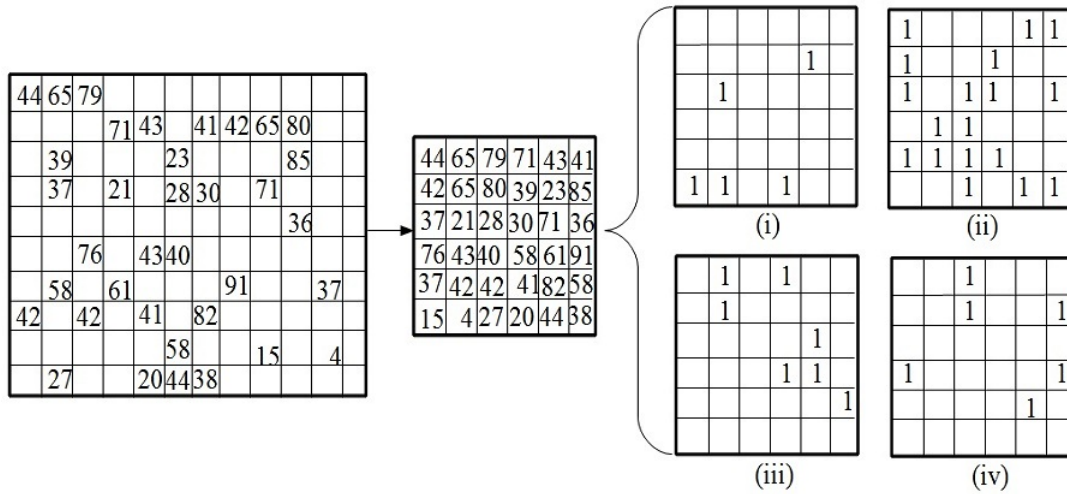 44 65 79
71 43 41 42 65 80
39 23 85
37 21 28 30 71
36
76 43 40
58 61 91 37
42 42 41 82
58 15 4
27 20 44 38
44 65 79 71 43 41
42 65 80 39 23 85
37 21 28 30 71 36
76 43 40 58 61 91
37 42 42 41 82 58
15 4 27 20 44 38
1
1
1 1 1
(i)
1 1 1
1 1
1 1 1 1
1 1
1 1 1 1
1 1 1
(ii)
1 1
1
1
1 1
1
(iii)
1
1 1
1 1
1
(iv)